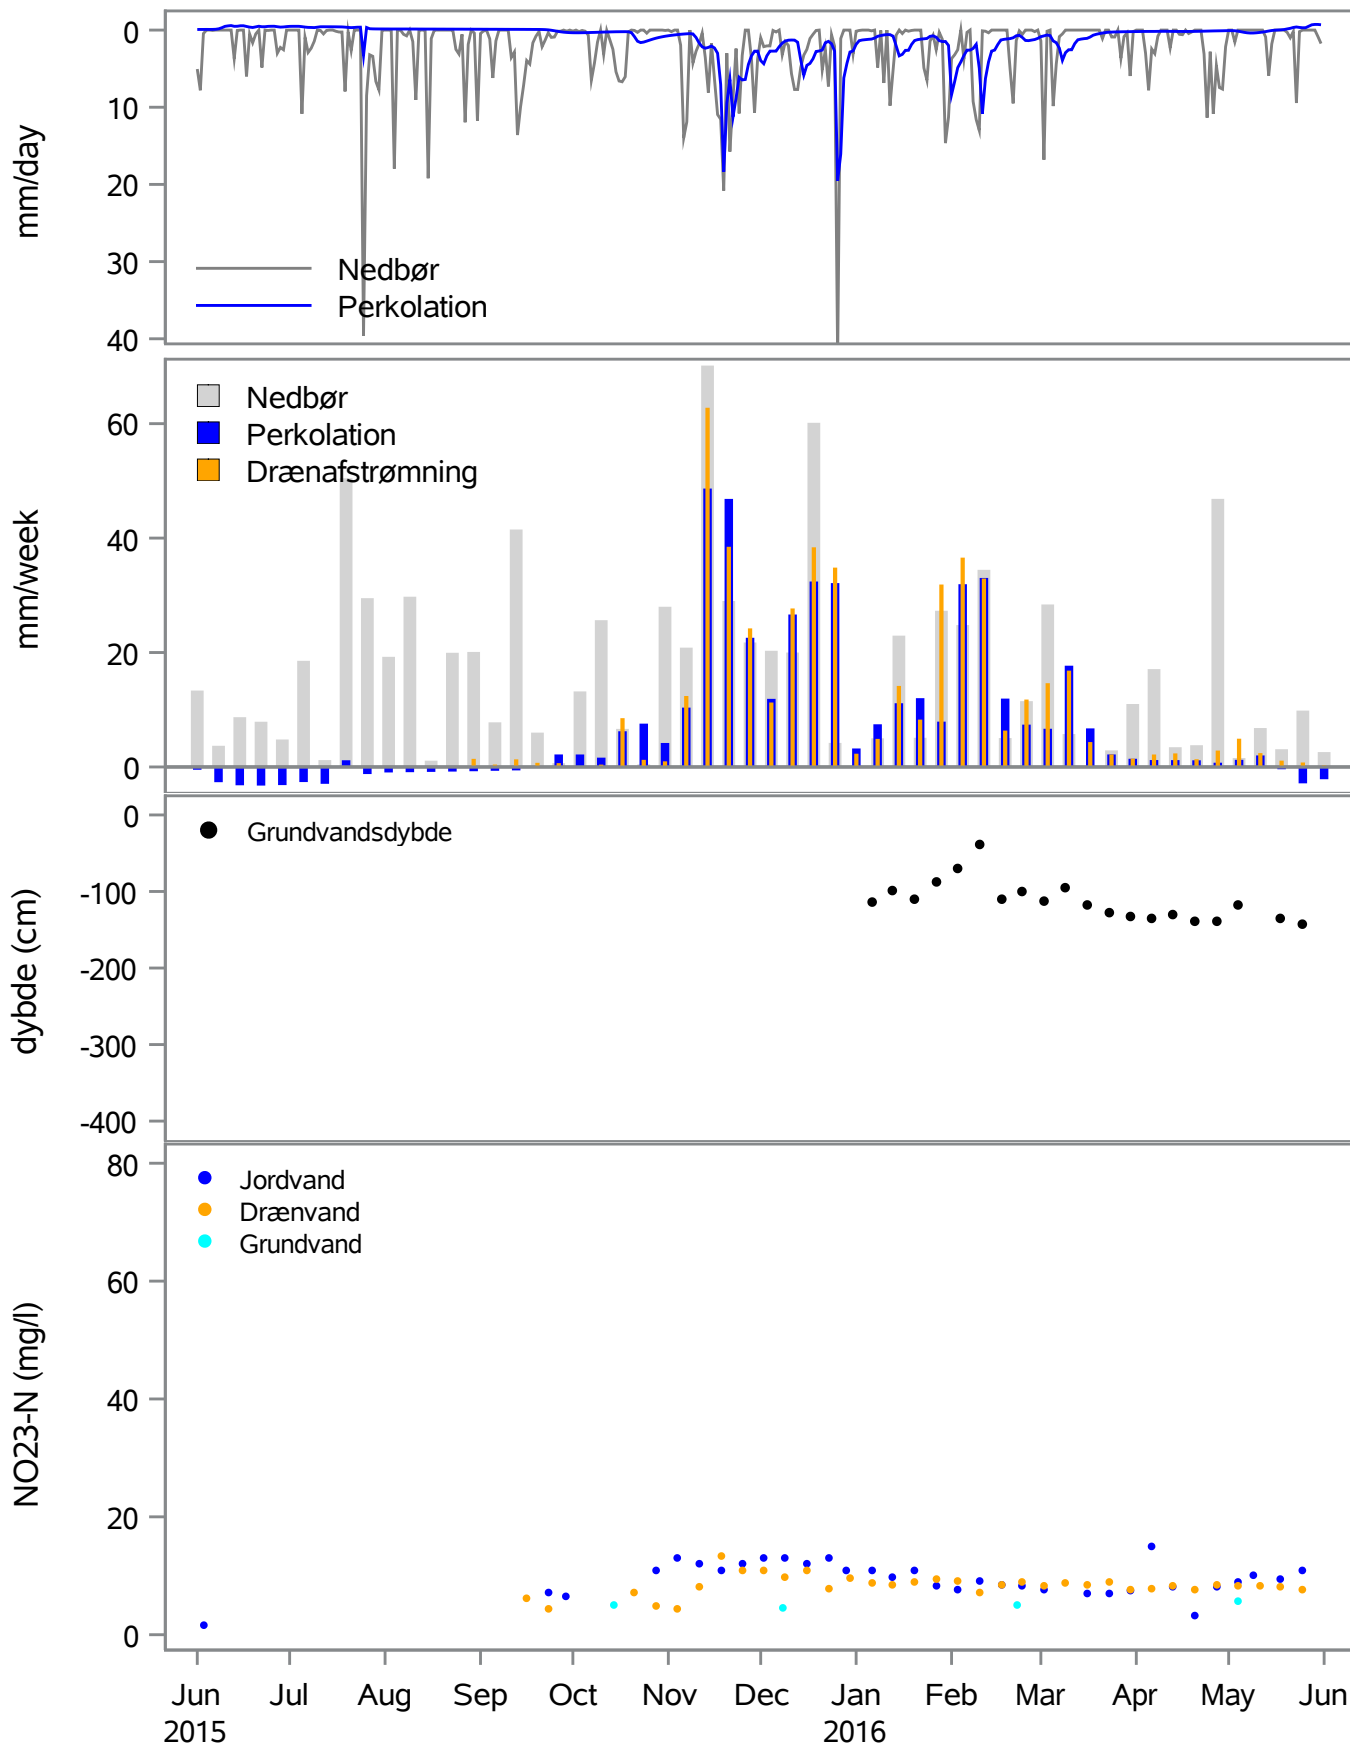 0
10
20
30
40
mm/day
Nedbør
Perkolation
60
40
20
0
mm/week
Nedbør
Perkolation
Drænafstrømning
0
-100
-200
-300
-400
dybde (cm)
Grundvandsdybde
80
60
40
20
0
NO23-N (mg/l)
Jordvand
Drænvand
Grundvand
Jun Jul Aug Sep Oct Nov Dec Jan Feb Mar Apr May Jun
2015 2016